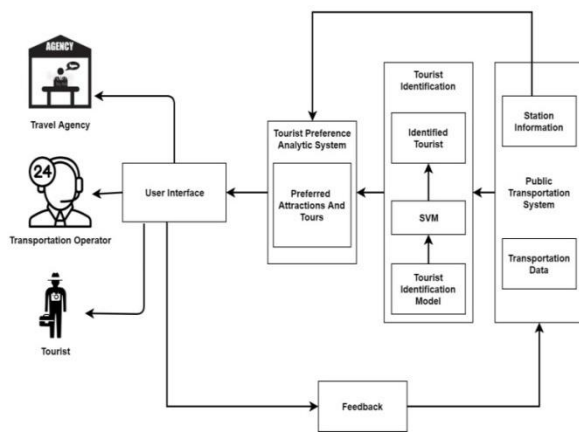 AGENCY
Travel Agency
24
Transportation Operator
Tourist
User Interface
Tourist Preference
Analytic System
Preferred
Attractions And
Tours
Tourist
Identification
Identified
Tourist
SVM
Tourist
Identification
Model
Station
Information
Public
Transportation
System
Transportation
Data
Feedback